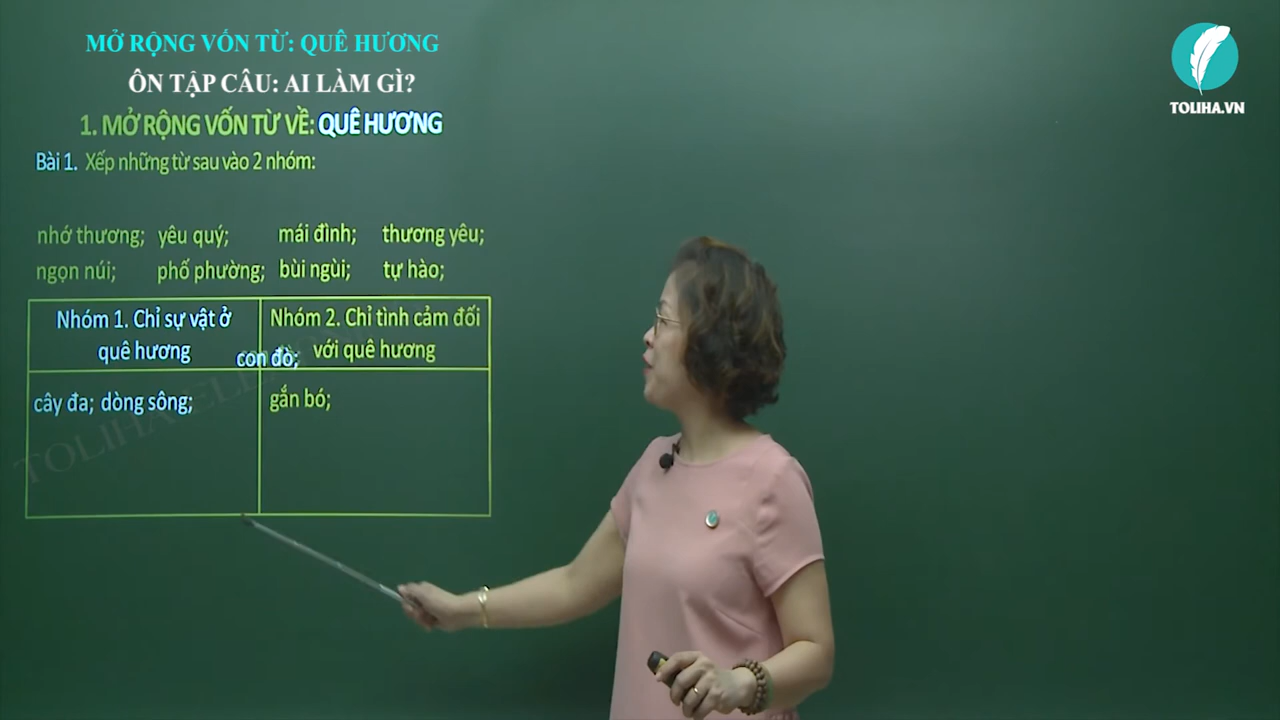 MỞ RỘNG VỐN TỪ: QUÊ HƯƠNG
ÔN TẬP CÂU: AI LÀM GÌ?
TOLIHA.VN
1. MỞ RỘNG VỐN TỪ VỀ: QUÊ HƯƠNG
Bài 1. Xếp những từ sau vào 2 nhóm:
nhớ thương; yêu quý; mái đình; thương yêu;
ngọn núi; phố phường; bùi ngùi; tự hào;
Nhóm 1. Chỉ sự vật ở
quê hương
Nhóm 2. Chỉ tình cảm đối
với quê hương
con đò;
cây đa; dòng sông;
gắn bó;